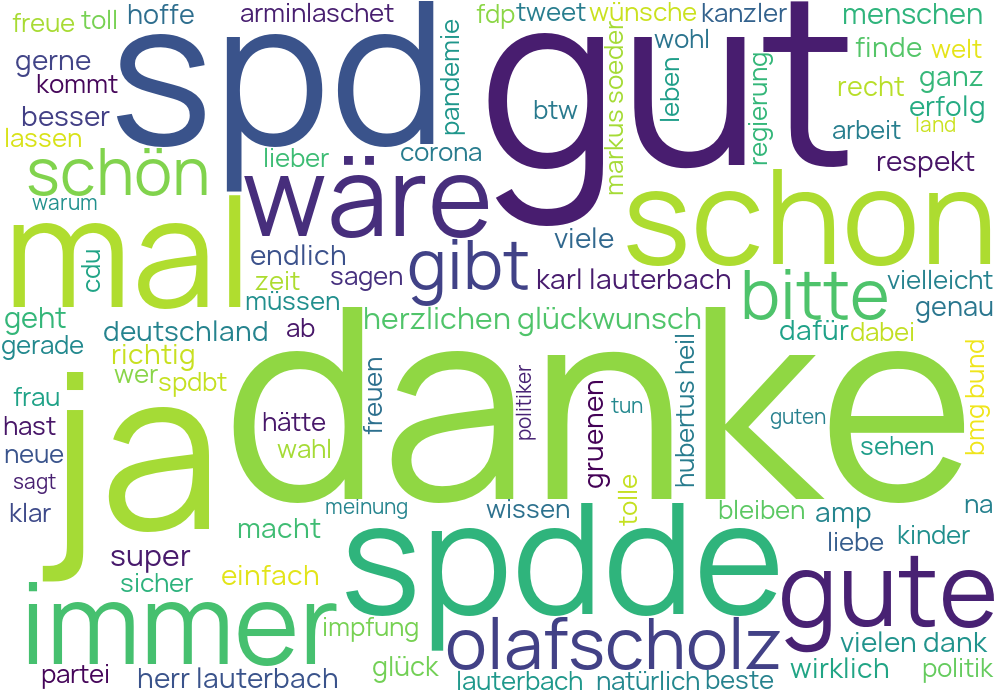 freue toll hoffe arminlaschet fdp tweet wünsche kanzler menschen
spd gut
pandemie
markus soeder
leben
wohl
regierung
finde welt
gerne
kommt
recht ganz
besser
btw
erfolg
lassen
arbeit land
schön
lieber corona
respekt
warum
wäre
schon
mal
cdu
endlich
viele
zeit sagen gibt karl lauterbach
bitte vielleicht
müssen
genau
geht deutschland ab herzlichen glückwunsch
dafür dabei
gerade
richtig
wer spdbt
ja
danke
frau
hast
neue
sagt
klar
hätte
wahl
freuen
politiker
gruenen
tun
hubertus heil
guten
sehen
bmg bund
meinung
wissen
tolle
bleiben amp
na
macht
spdde
super
liebe kinder
sicher einfach
immer
gute
impfung
olafscholz
vielen dank
partei
herr lauterbach
glück
lauterbach natürlich beste
wirklich politik